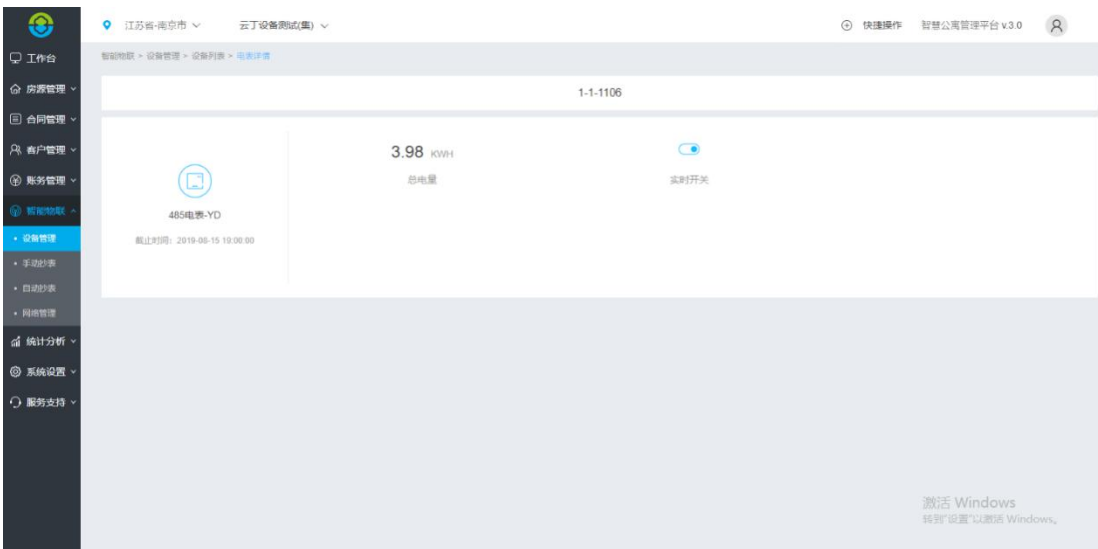 江苏省-南京市
云丁设备测试(集)
快捷操作
智慧公寓管理平台 v.3.0
工作台
房源管理
合同管理
客户管理
账务管理
智能物联
设备管理
手动抄表
自动抄表
网络管理
统计分析
系统设置
服务支持
智能物联 > 设备管理 > 设备列表 > 电表详情
1-1-1106
485电表-YD
截止时间：2019-08-15 19:00:00
3.98 KWH
总电量
实时开关
激活 Windows
转到"设置"以激活 Windows。